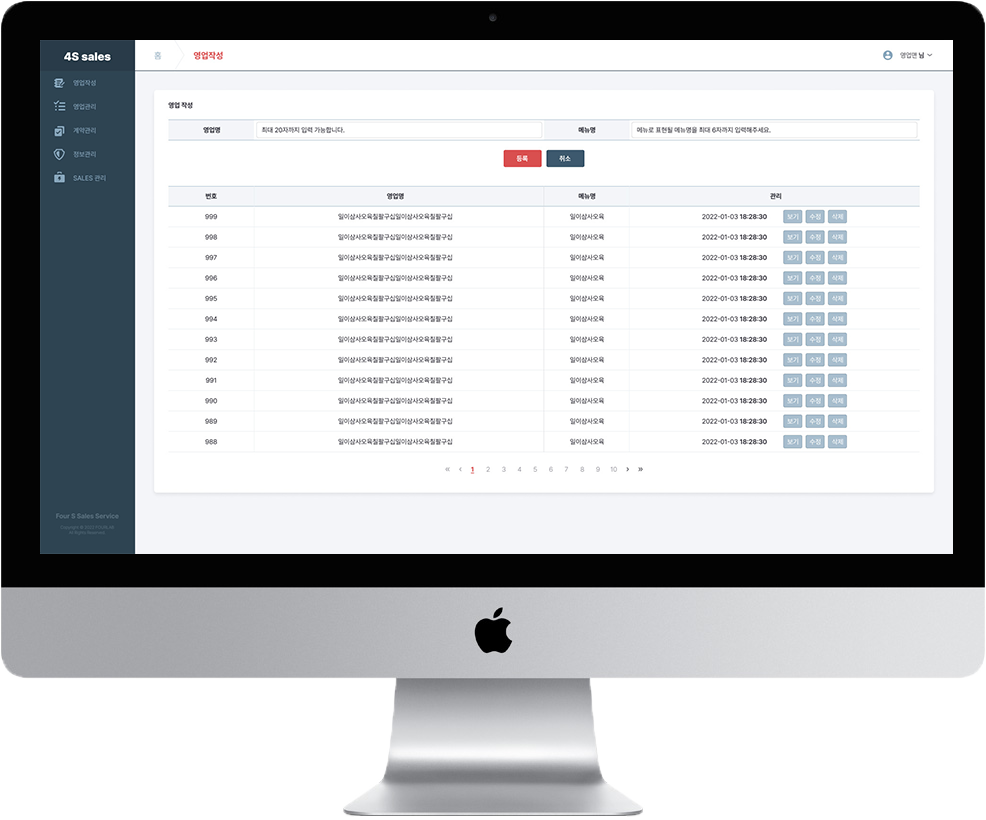 4S sales
홈 영업작성
영업맨 님
영업작성
영업관리
계약관리
정보관리
SALES 관리
영업 작성
영업명 최대 20자까지 입력 가능합니다. 메뉴명 메뉴로 표현될 메뉴명을 최대 6자까지 입력해주세요.
등록 취소
번호 영업명 메뉴명 관리
999 일이삼사오육칠팔구십일이삼사오육칠팔구십 일이삼사오육 2022-01-03 18:28:30 보기 수정 삭제
998 일이삼사오육칠팔구십일이삼사오육칠팔구십 일이삼사오육 2022-01-03 18:28:30 보기 수정 삭제
997 일이삼사오육칠팔구십일이삼사오육칠팔구십 일이삼사오육 2022-01-03 18:28:30 보기 수정 삭제
996 일이삼사오육칠팔구십일이삼사오육칠팔구십 일이삼사오육 2022-01-03 18:28:30 보기 수정 삭제
995 일이삼사오육칠팔구십일이삼사오육칠팔구십 일이삼사오육 2022-01-03 18:28:30 보기 수정 삭제
994 일이삼사오육칠팔구십일이삼사오육칠팔구십 일이삼사오육 2022-01-03 18:28:30 보기 수정 삭제
993 일이삼사오육칠팔구십일이삼사오육칠팔구십 일이삼사오육 2022-01-03 18:28:30 보기 수정 삭제
992 일이삼사오육칠팔구십일이삼사오육칠팔구십 일이삼사오육 2022-01-03 18:28:30 보기 수정 삭제
991 일이삼사오육칠팔구십일이삼사오육칠팔구십 일이삼사오육 2022-01-03 18:28:30 보기 수정 삭제
990 일이삼사오육칠팔구십일이삼사오육칠팔구십 일이삼사오육 2022-01-03 18:28:30 보기 수정 삭제
989 일이삼사오육칠팔구십일이삼사오육칠팔구십 일이삼사오육 2022-01-03 18:28:30 보기 수정 삭제
988 일이삼사오육칠팔구십일이삼사오육칠팔구십 일이삼사오육 2022-01-03 18:28:30 보기 수정 삭제
« ‹ 1 2 3 4 5 6 7 8 9 10 › »
Four S Sales Service
All Rights Reserved